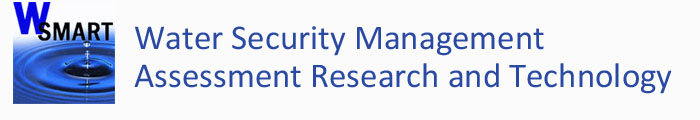 W
SMART
Water Security Management
Assessment Research and Technology